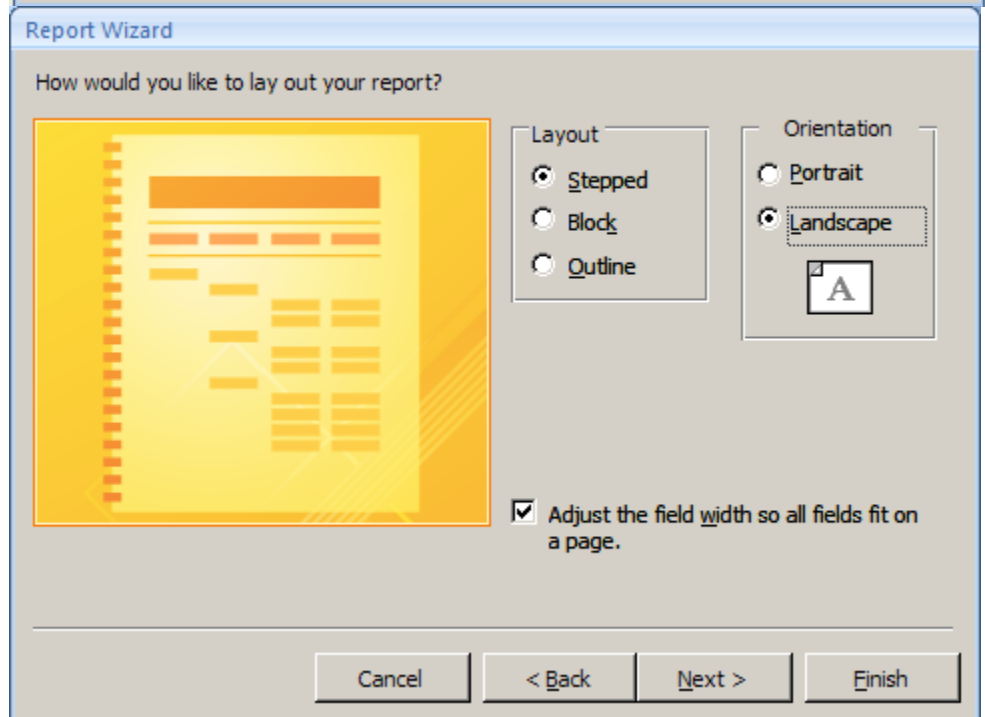 Report Wizard
How would you like to lay out your report?
Layout
Stepped
Block
Outline
Orientation
Portrait
Landscape
A
Adjust the field width so all fields fit on
a page.
Cancel
< Back
Next >
Finish